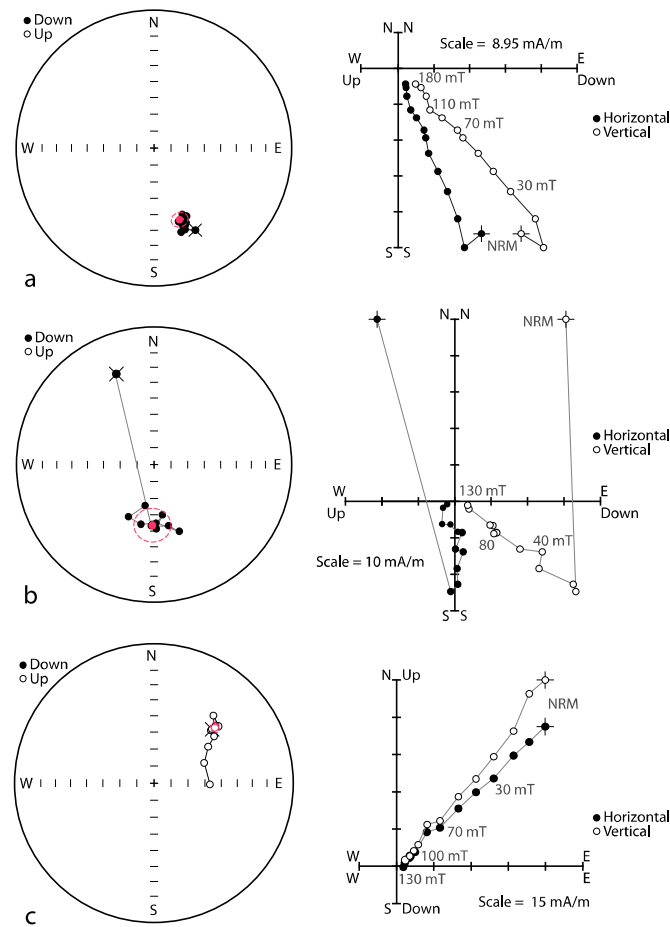 Down
Up
N
W
E
S
a
N N
Scale = 8.95 mA/m
W
E
Up
Down
180 mT
110 mT
70 mT
30 mT
NRM
S S
Horizontal
Vertical
Down
Up
N
W
E
S
b
N N
NRM
W
E
Up
Down
130 mT
80
40 mT
Scale = 10 mA/m
S S
Horizontal
Vertical
Down
Up
N
W
E
S
c
N Up
NRM
30 mT
70 mT
100 mT
W
E
W
E
130 mT
S Down
Scale = 15 mA/m
Horizontal
Vertical